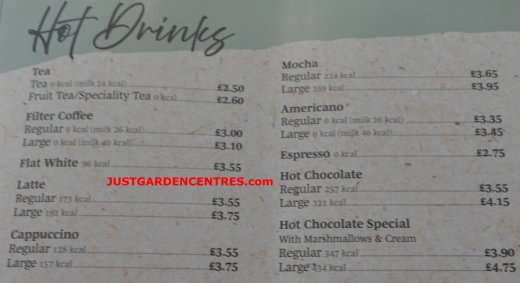 Hot Drinks
Tea
Tea 0 kcal (milk 24 kcal) £2.50
Fruit Tea/Speciality Tea 0 kcal £2.60
Filter Coffee
Regular 0 kcal (milk 26 kcal) £3.00
Large 0 kcal (milk 40 kcal) £3.10
Flat White 96 kcal £3.55
Latte
Regular 173 kcal £3.55
Large 192 kcal £3.75
Cappuccino
Regular 128 kcal £3.55
Large 157 kcal £3.75
Mocha
Regular 224 kcal £3.65
Large 259 kcal £3.95
Americano
Regular 0 kcal (milk 26 kcal) £3.35
Large 0 kcal (milk 40 kcal) £3.45
Espresso 0 kcal £2.75
Hot Chocolate
Regular 257 kcal £3.55
Large 321 kcal £4.15
Hot Chocolate Special
With Marshmallows & Cream
Regular 347 kcal £3.90
Large 434 kcal £4.75
JUSTGARDENCENTRES.com